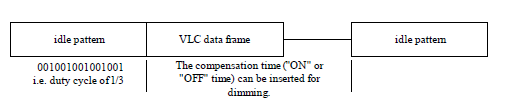 idle pattern
VLC data frame
idle pattern
001001001001001
i.e. duty cycle of 1/3
The compensation time ("ON" or
"OFF" time) can be inserted for
dimming.